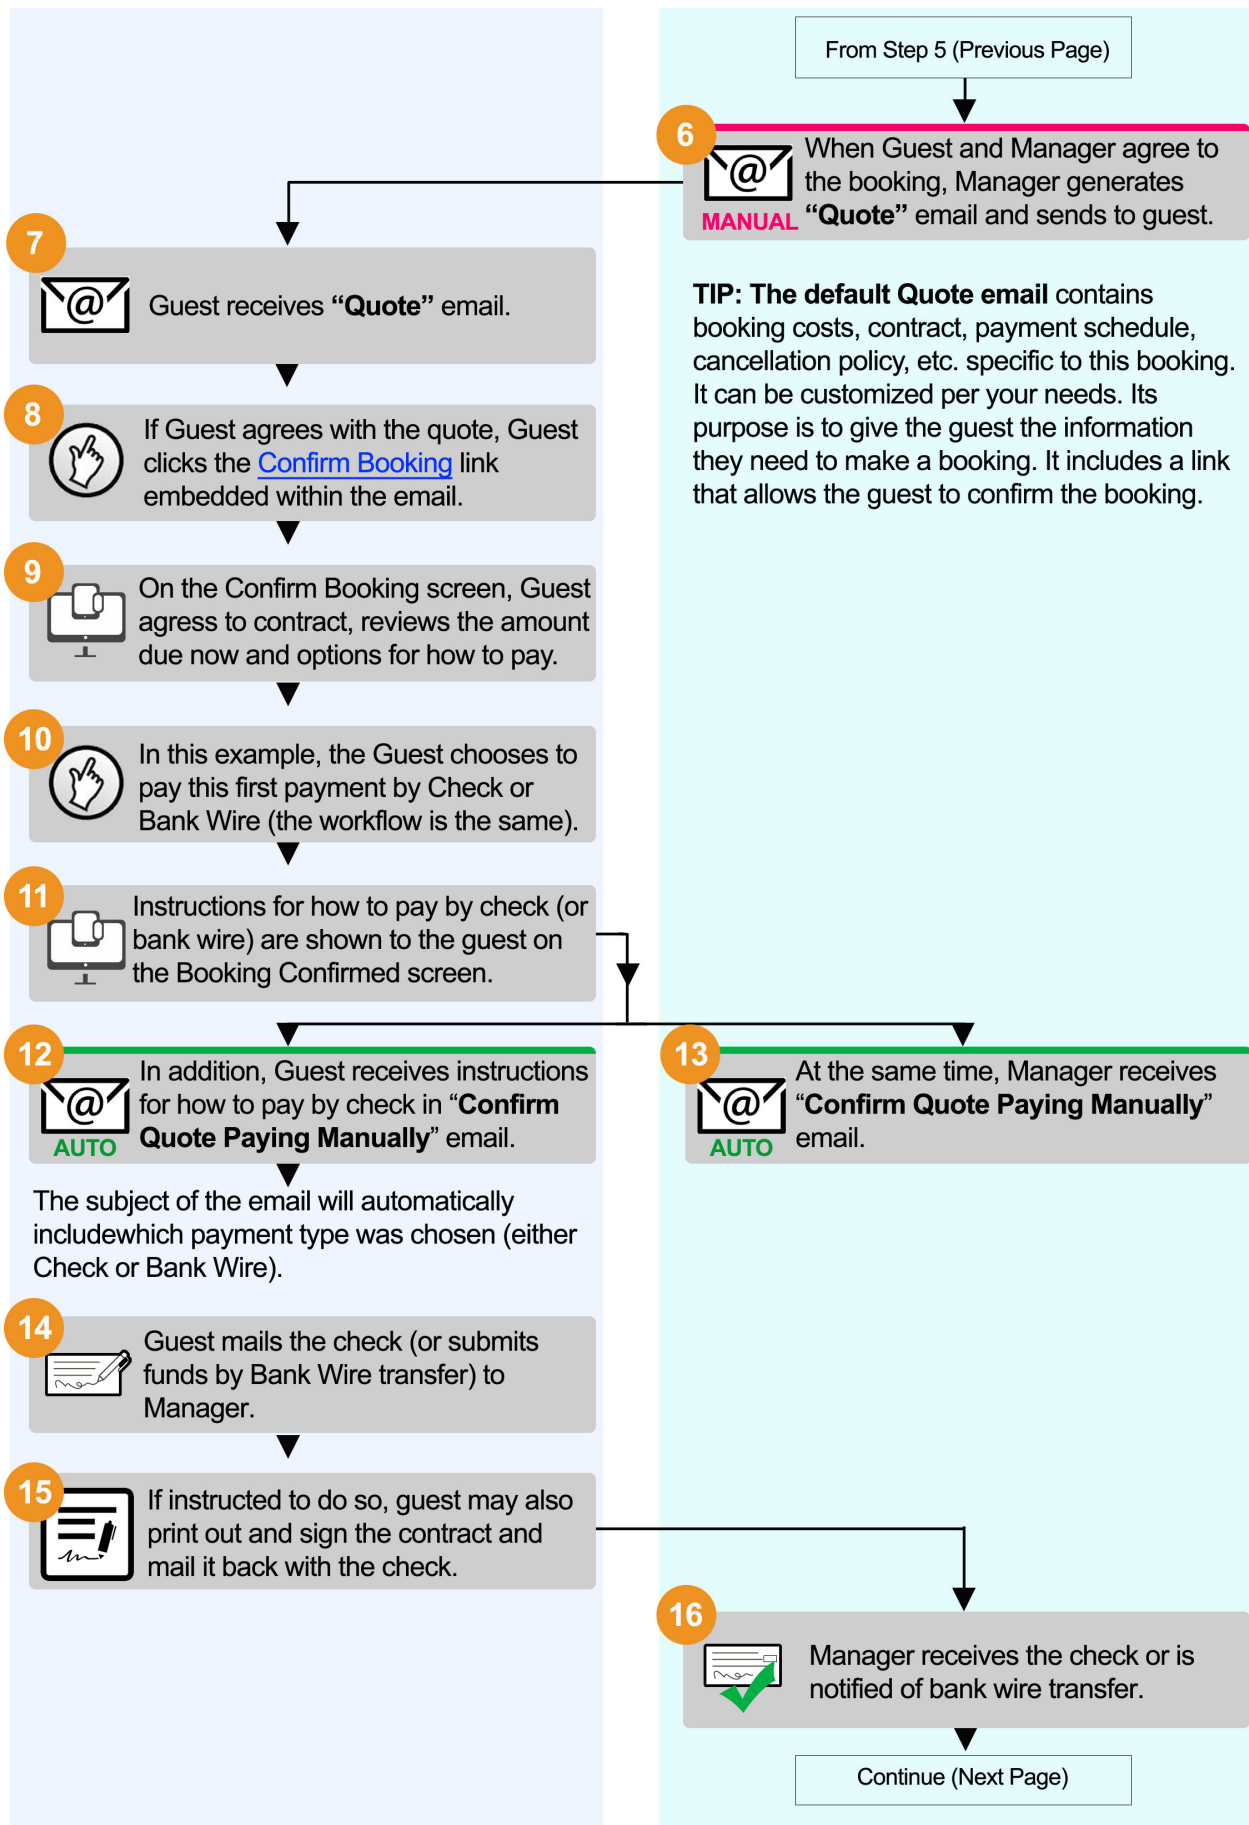 From Step 5 (Previous Page)
6
When Guest and Manager agree to
the booking, Manager generates
“Quote” email and sends to guest.
@
MANUAL
TIP: The default Quote email contains
booking costs, contract, payment schedule,
cancellation policy, etc. specific to this booking.
It can be customized per your needs. Its
purpose is to give the guest the information
they need to make a booking. It includes a link
that allows the guest to confirm the booking.
7
@
Guest receives “Quote” email.
8
If Guest agrees with the quote, Guest
clicks the Confirm Booking link
embedded within the email.
9
On the Confirm Booking screen, Guest
agress to contract, reviews the amount
due now and options for how to pay.
10
In this example, the Guest chooses to
pay this first payment by Check or
Bank Wire (the workflow is the same).
11
Instructions for how to pay by check (or
bank wire) are shown to the guest on
the Booking Confirmed screen.
12
In addition, Guest receives instructions
for how to pay by check in “Confirm
Quote Paying Manually” email.
@
AUTO
The subject of the email will automatically
includewhich payment type was chosen (either
Check or Bank Wire).
13
At the same time, Manager receives
“Confirm Quote Paying Manually”
email.
@
AUTO
14
Guest mails the check (or submits
funds by Bank Wire transfer) to
Manager.
15
If instructed to do so, guest may also
print out and sign the contract and
mail it back with the check.
16
Manager receives the check or is
notified of bank wire transfer.
Continue (Next Page)